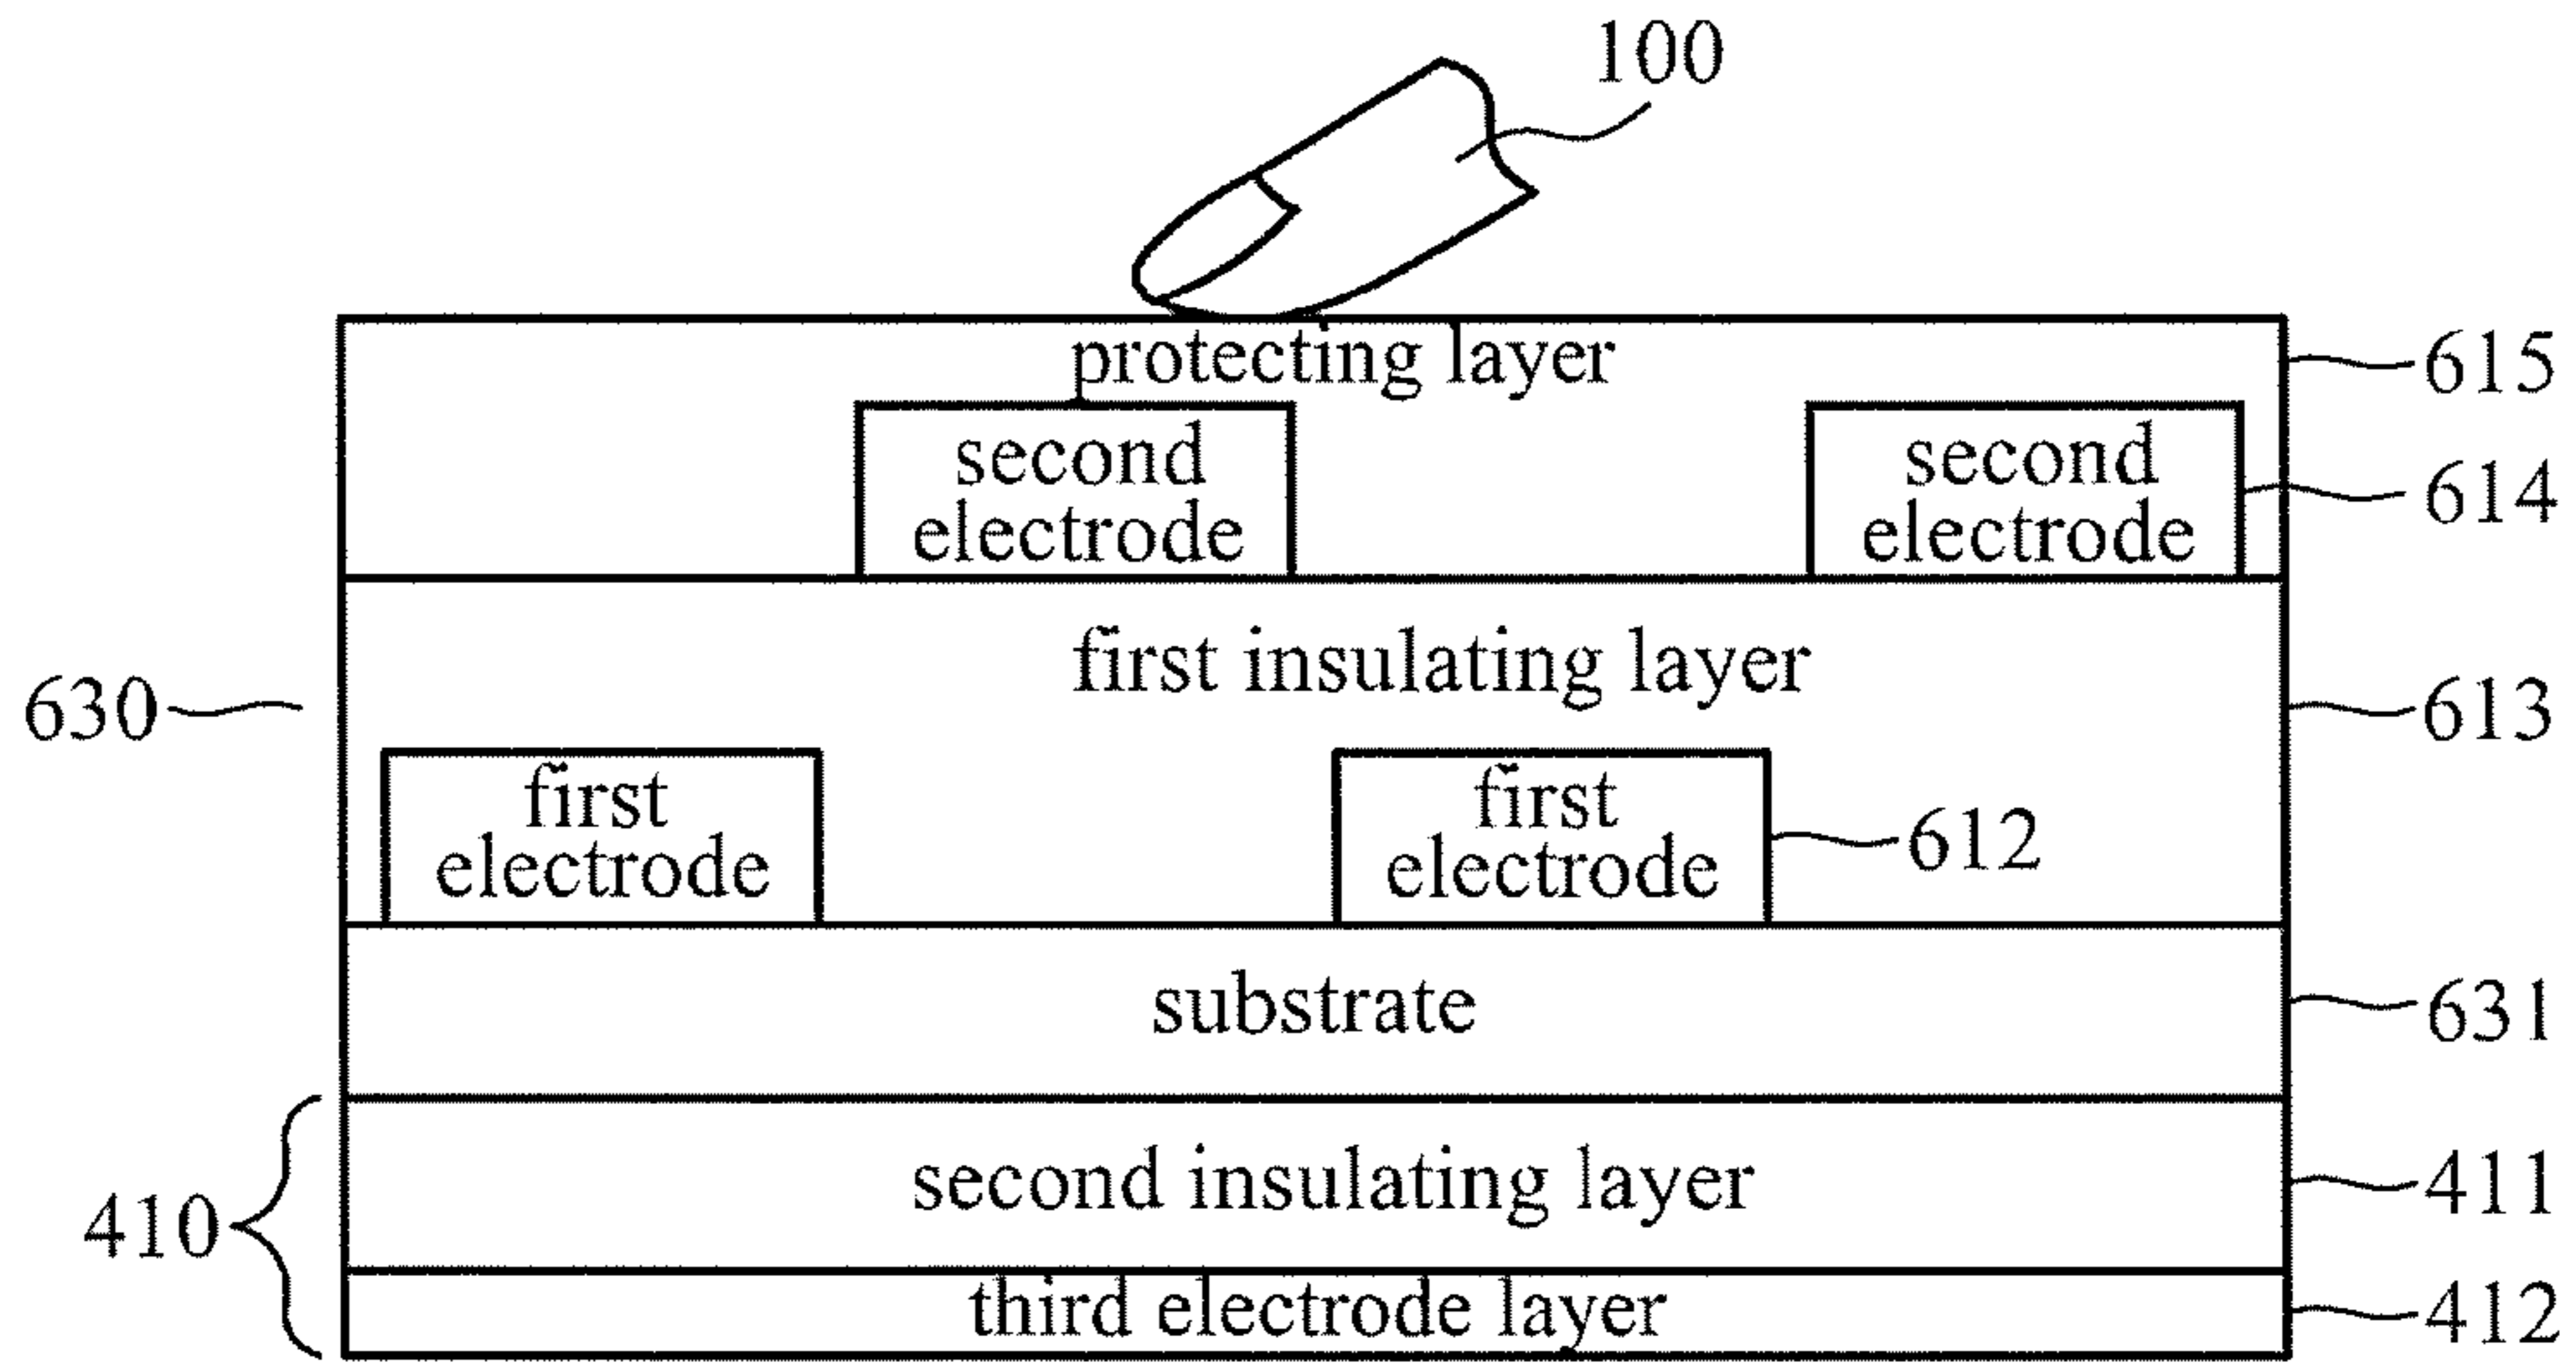 100
protecting layer
615
second
electrode
second
electrode
614
first insulating layer
630
613
first
electrode
first
electrode
612
substrate
631
second insulating layer
411
410
third electrode layer
412